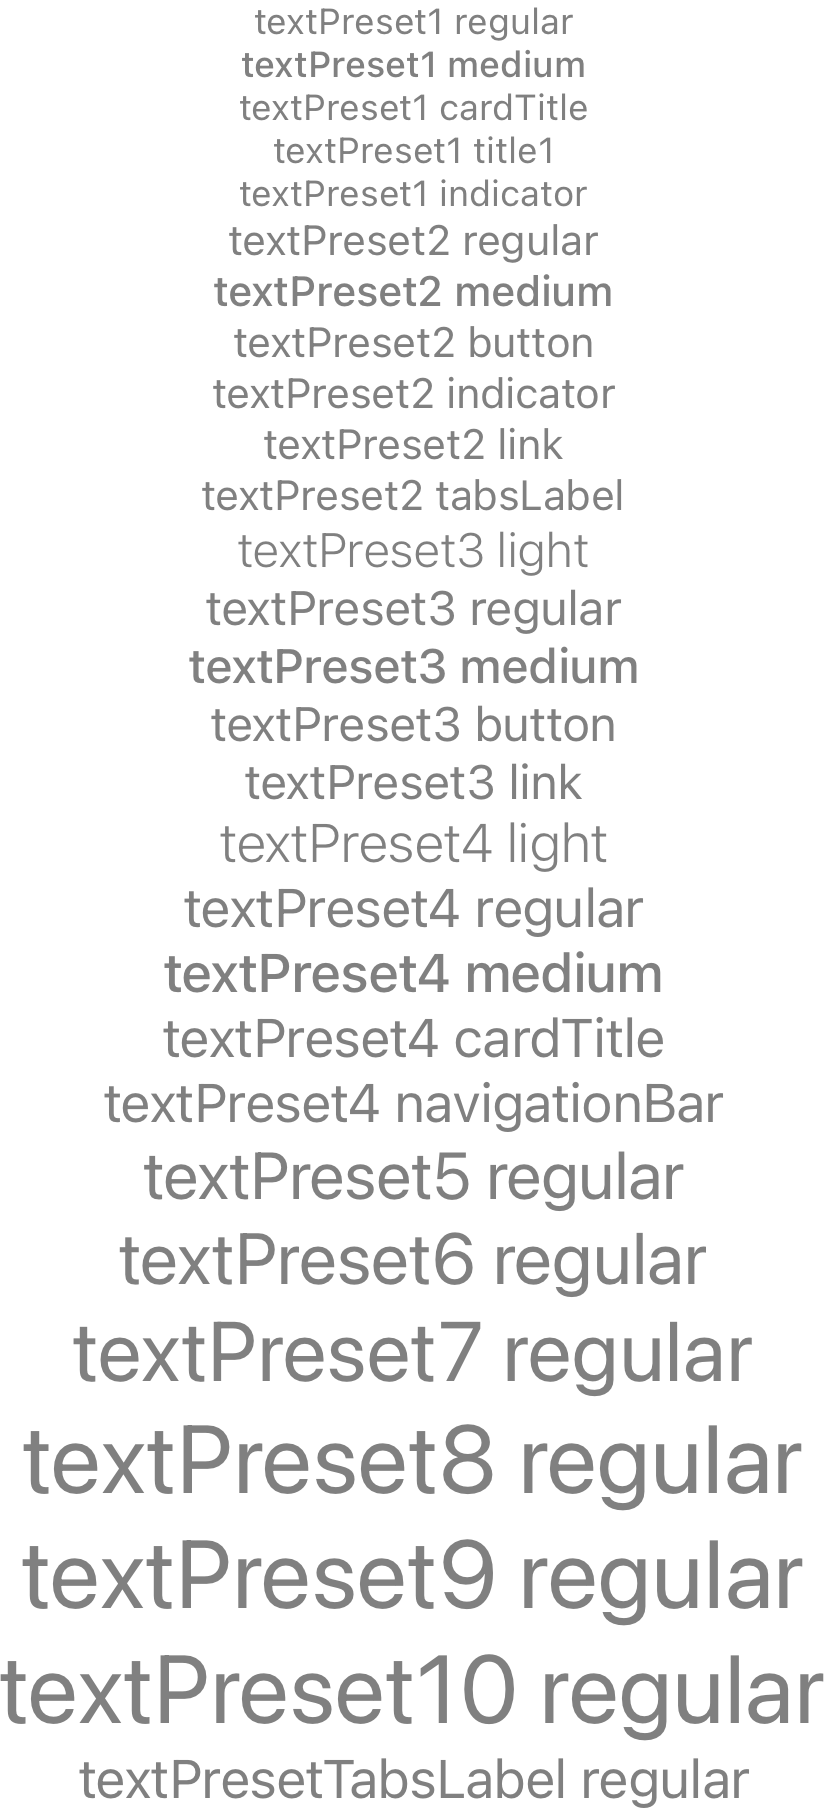 textPreset1 regular
textPreset1 medium
textPreset1 cardTitle
textPreset1 title1
textPreset1 indicator
textPreset2 regular
textPreset2 medium
textPreset2 button
textPreset2 indicator
textPreset2 link
textPreset2 tabsLabel
textPreset3 light
textPreset3 regular
textPreset3 medium
textPreset3 button
textPreset3 link
textPreset4 light
textPreset4 regular
textPreset4 medium
textPreset4 cardTitle
textPreset4 navigationBar
textPreset5 regular
textPreset6 regular
textPreset7 regular
textPreset8 regular
textPreset9 regular
textPreset10 regular
textPresetTabsLabel regular